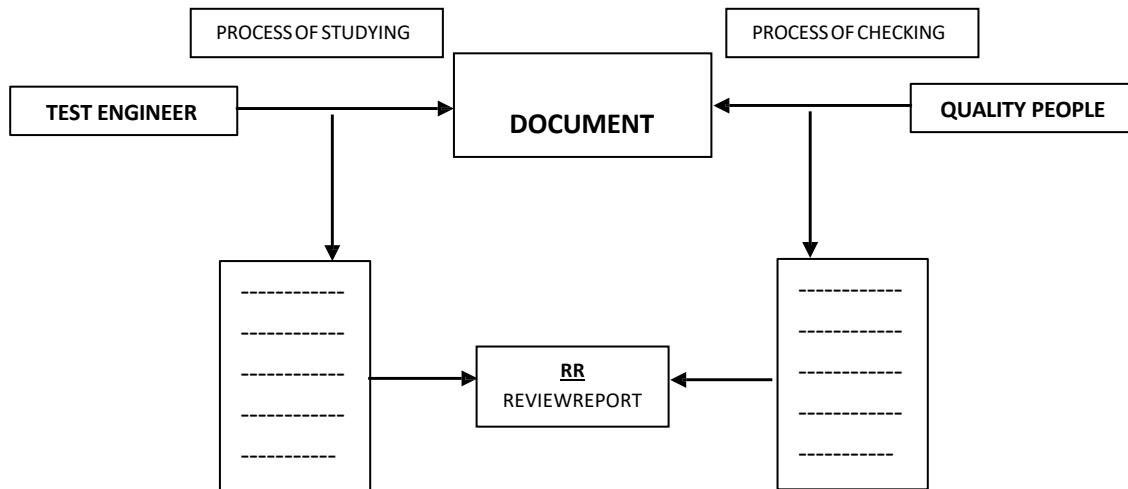 PROCESS OF STUDYING
PROCESS OF CHECKING
TEST ENGINEER
DOCUMENT
QUALITY PEOPLE
------------
------------
------------
------------
-----------
------------
------------
------------
------------
-----------
RR
REVIEWREPORT